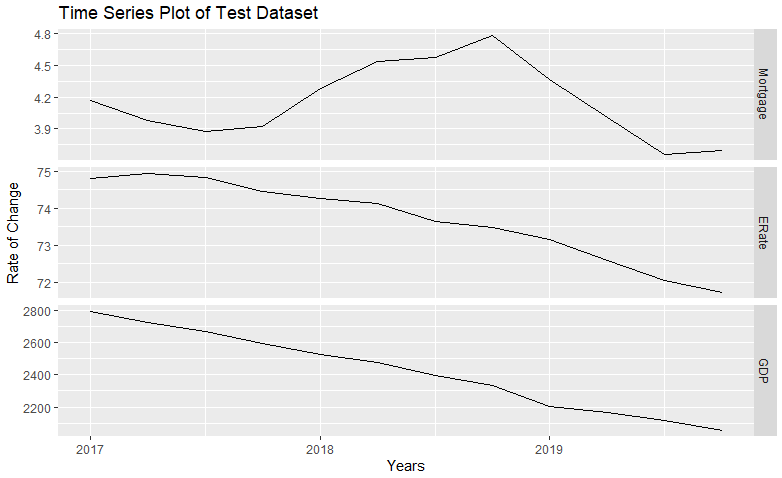 Time Series Plot of Test Dataset
4.8
4.5
4.2
3.9
Mortgage
75
74
73
72
ERate
Rate of Change
2800
2600
2400
2200
GDP
2017
2018
2019
Years